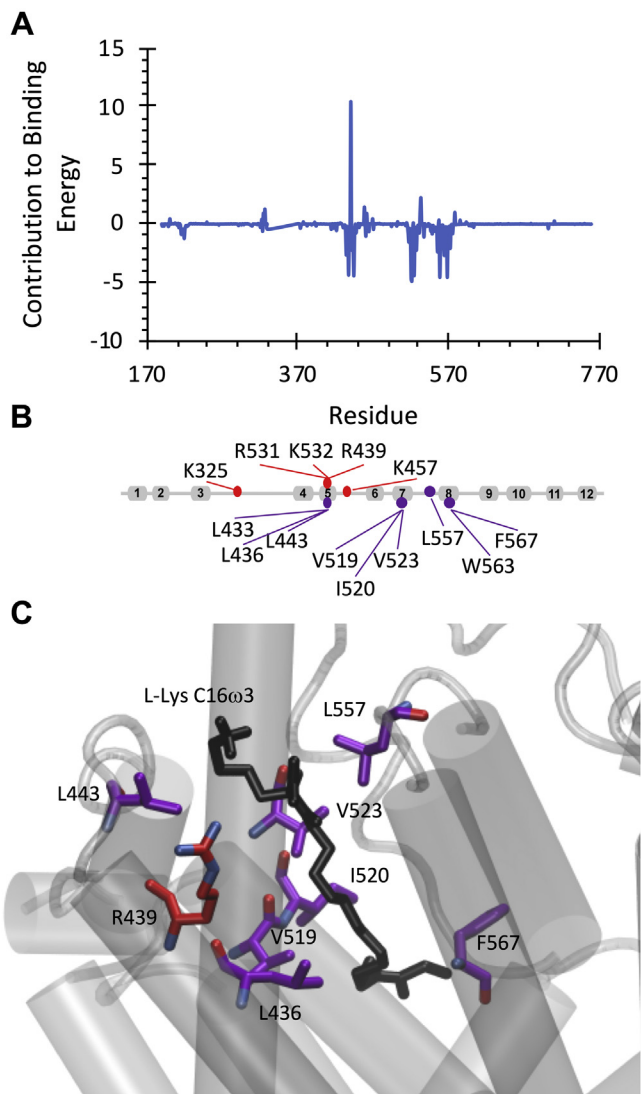 A
15
10
5
0
-5
-10
Contribution to Binding
Energy
170 370 570 770
Residue
B
R531 K532 R439
K325 K457
1 2 3 4 5 6 7 8 9 10 11 12
L433
L436 L443
V519 V523 L557 F567
I520 W563
C
L-Lys C16ω3
L557
L443
V523
I520
R439
V519
F567
L436